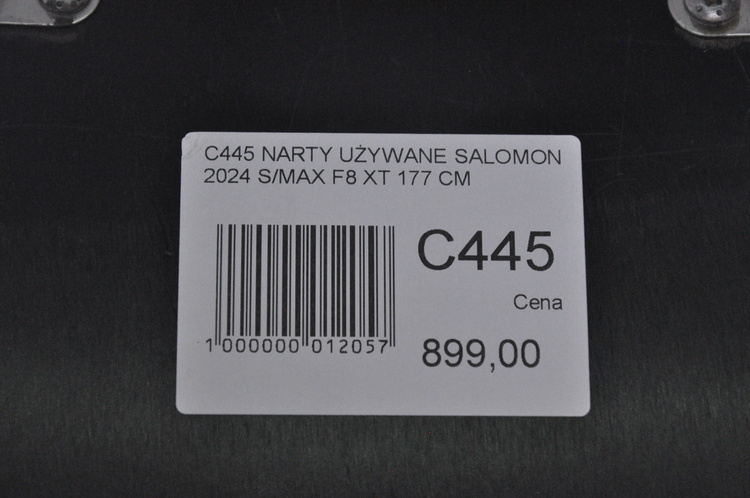 C445 NARTY UŻYWANE SALOMON
2024 S/MAX F8 XT 177 CM
C445
Cena
1 000000 012057
899,00